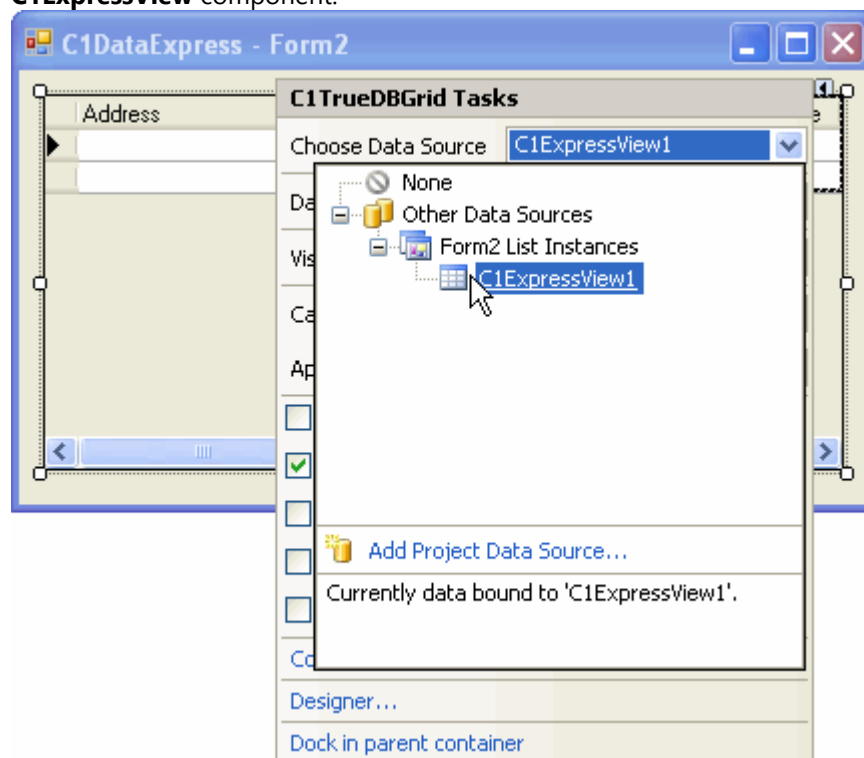 C1ExpressView component.
C1DataExpress - Form2
C1TrueDBGrid Tasks
Address
Choose Data Source C1ExpressView1
None
Other Data Sources
Form2 List Instances
C1ExpressView1
Add Project Data Source...
Currently data bound to 'C1ExpressView1'.
Designer...
Dock in parent container